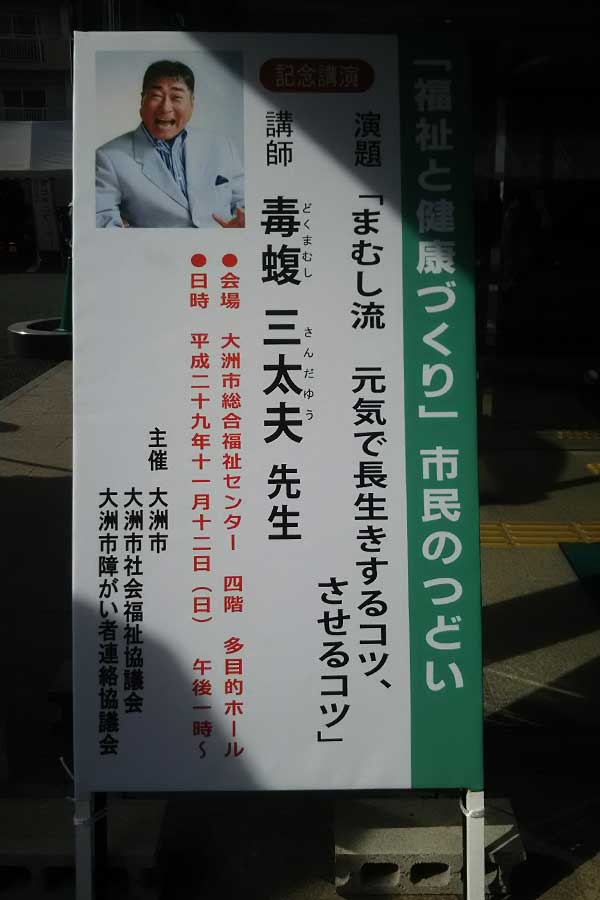 「福祉と健康づくり」市民のつどい
記念講演
演題 「まむし流 元気で長生きするコツ、
させるコツ」
講師 毒蝮 三太夫 先生
どくまむし さんだゆう
●会場 大洲市総合福祉センター 四階 多目的ホール
●日時 平成二十九年十一月十二日（日） 午後一時～
主催 大洲市
大洲市社会福祉協議会
大洲市障がい者連絡協議会